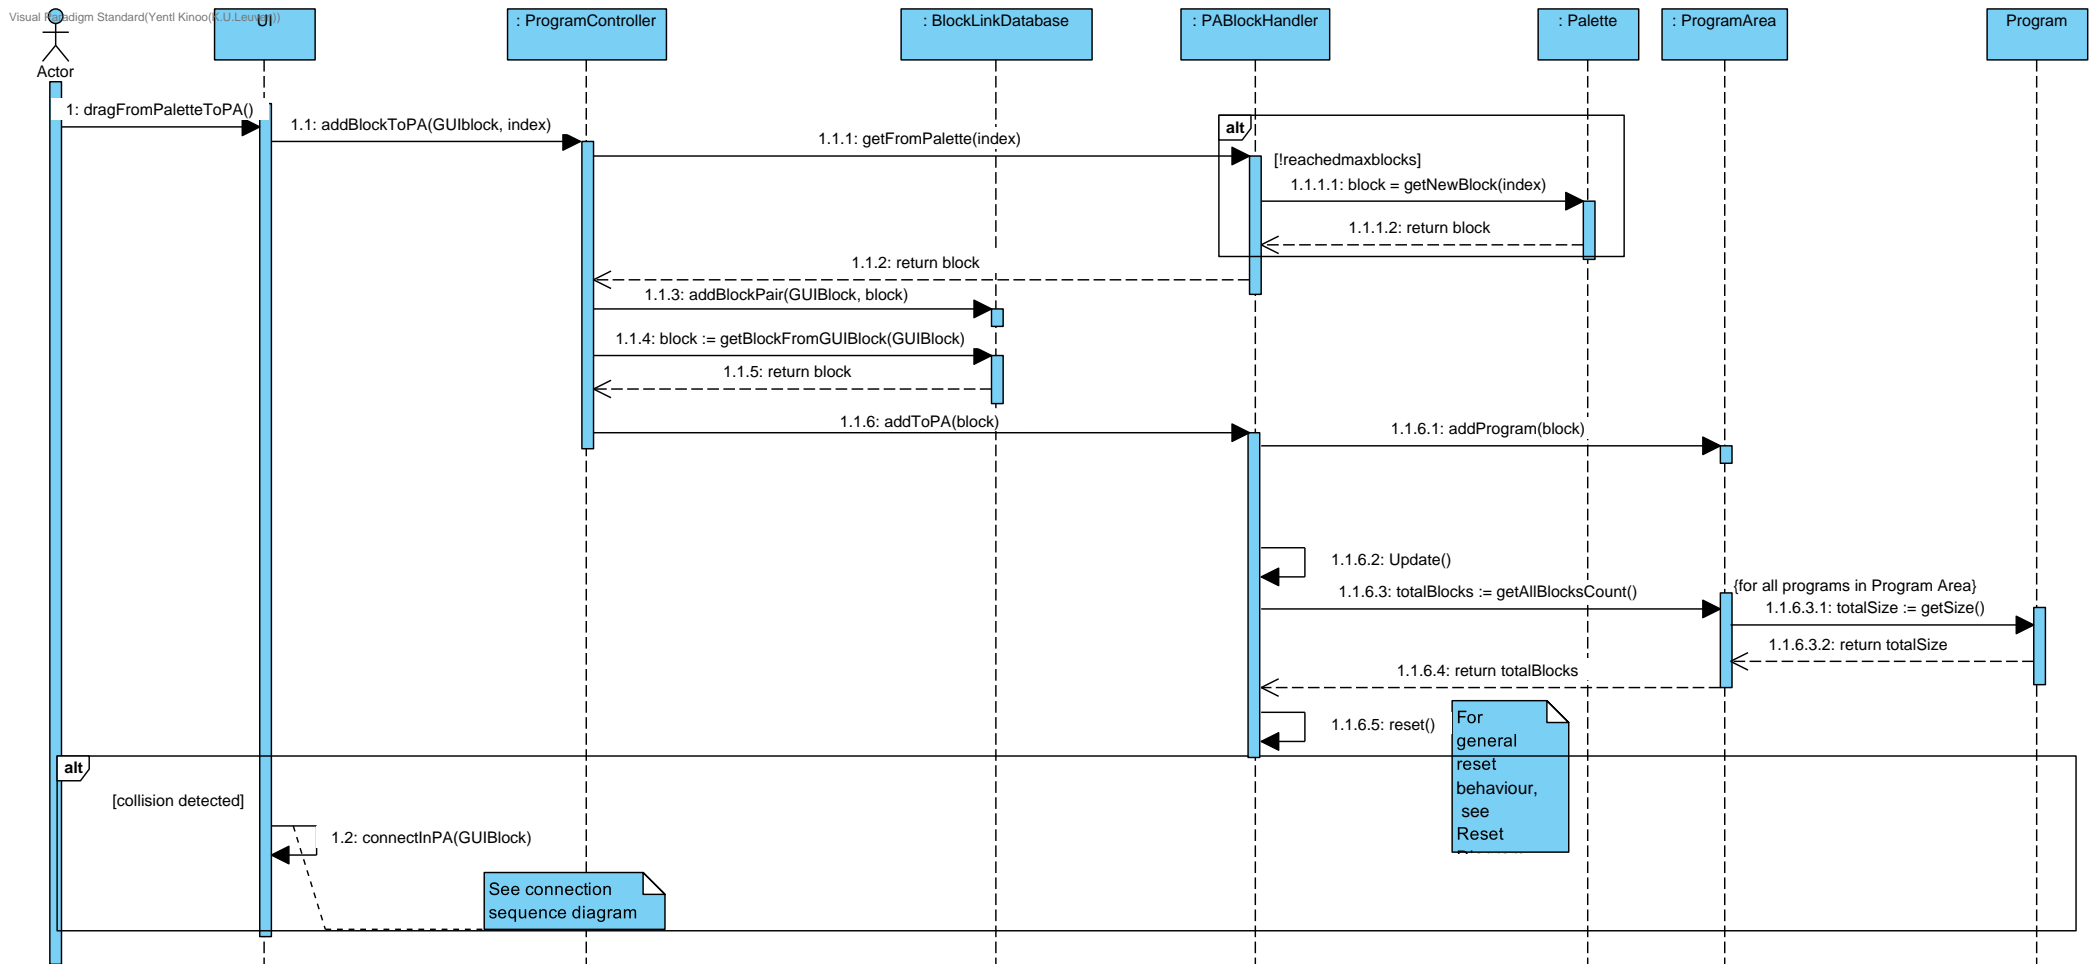 Visual Paradigm Standard(Yentl Kinoo(K.U.Leuven))
Actor
UI
: ProgramController
: BlockLinkDatabase
: PABlockHandler
: Palette
: ProgramArea
Program
1: dragFromPaletteToPA()
1.1: addBlockToPA(GUIblock, index)
1.1.1: getFromPalette(index)
alt
[!reachedmaxblocks]
1.1.1.1: block = getNewBlock(index)
1.1.1.2: return block
1.1.2: return block
1.1.3: addBlockPair(GUIBlock, block)
1.1.4: block := getBlockFromGUIBlock(GUIBlock)
1.1.5: return block
1.1.6: addToPA(block)
1.1.6.1: addProgram(block)
1.1.6.2: Update()
{for all programs in Program Area}
1.1.6.3: totalBlocks := getAllBlocksCount()
1.1.6.3.1: totalSize := getSize()
1.1.6.3.2: return totalSize
1.1.6.4: return totalBlocks
1.1.6.5: reset()
For
general
reset
behaviour,
see
Reset
alt
[collision detected]
1.2: connectInPA(GUIBlock)
See connection
sequence diagram